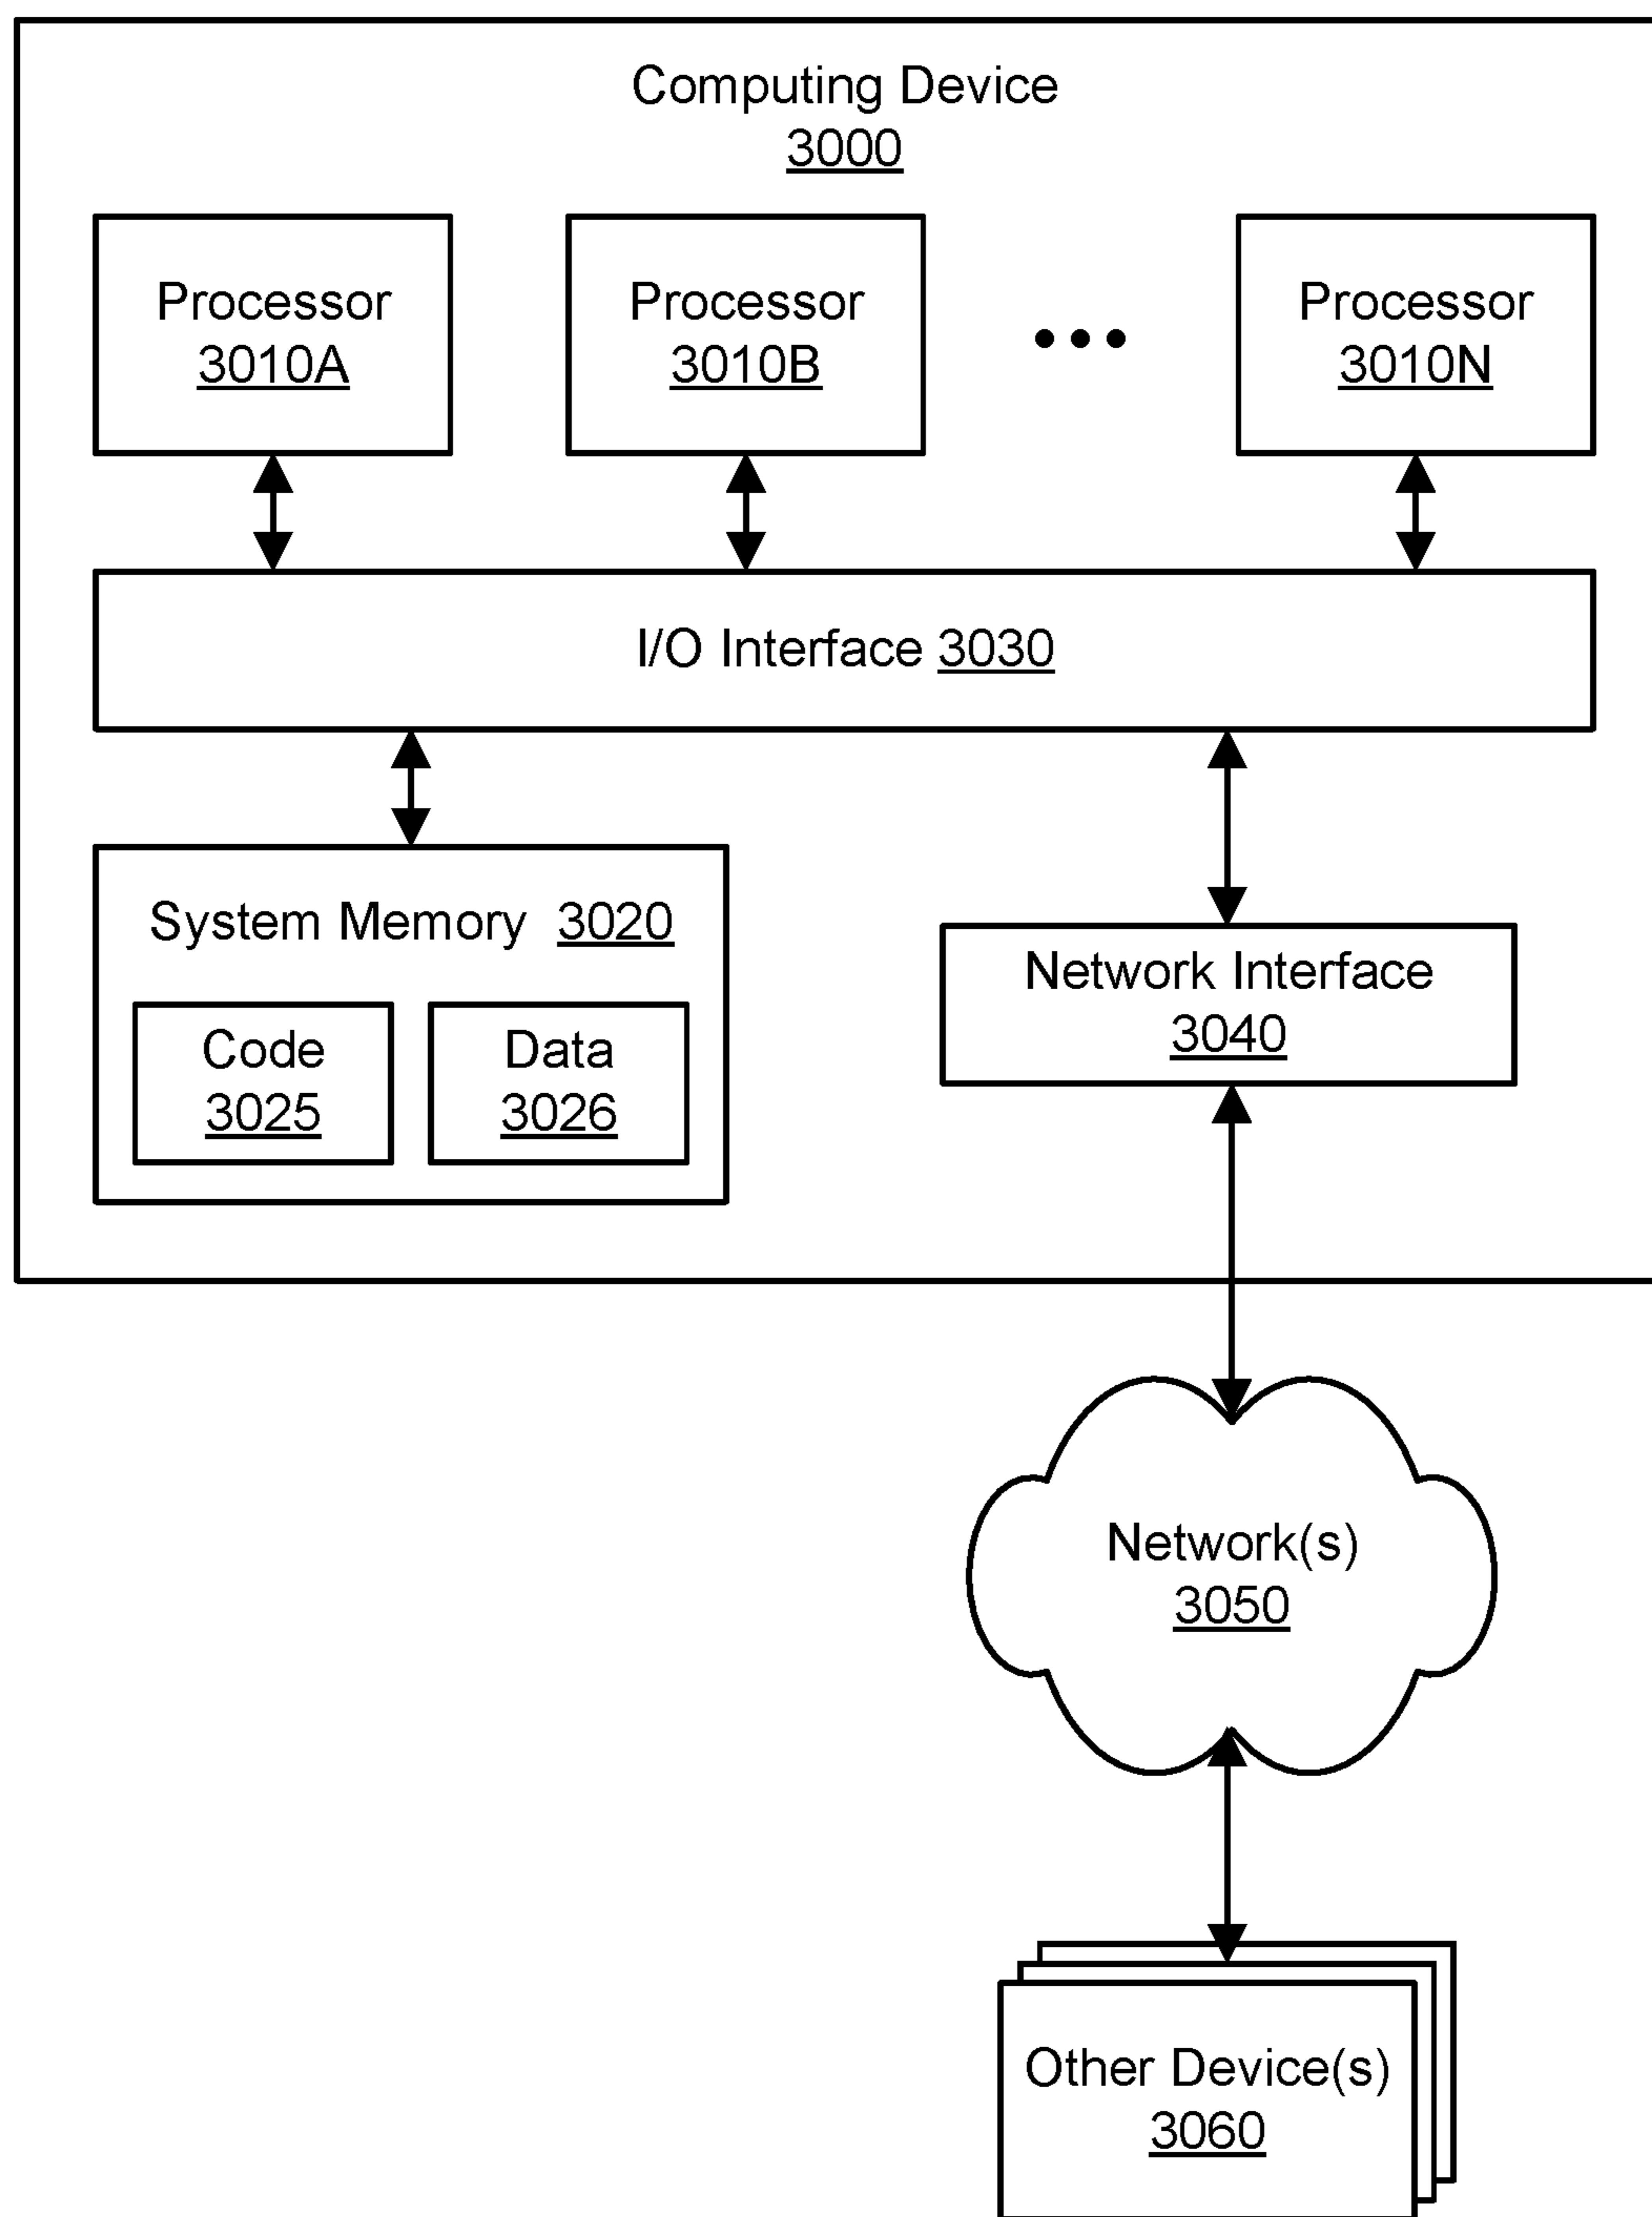 Computing Device
3000
Processor
3010A
Processor
3010B
Processor
3010N
I/O Interface 3030
System Memory 3020
Code
3025
Data
3026
Network Interface
3040
Network(s)
3050
Other Device(s)
3060